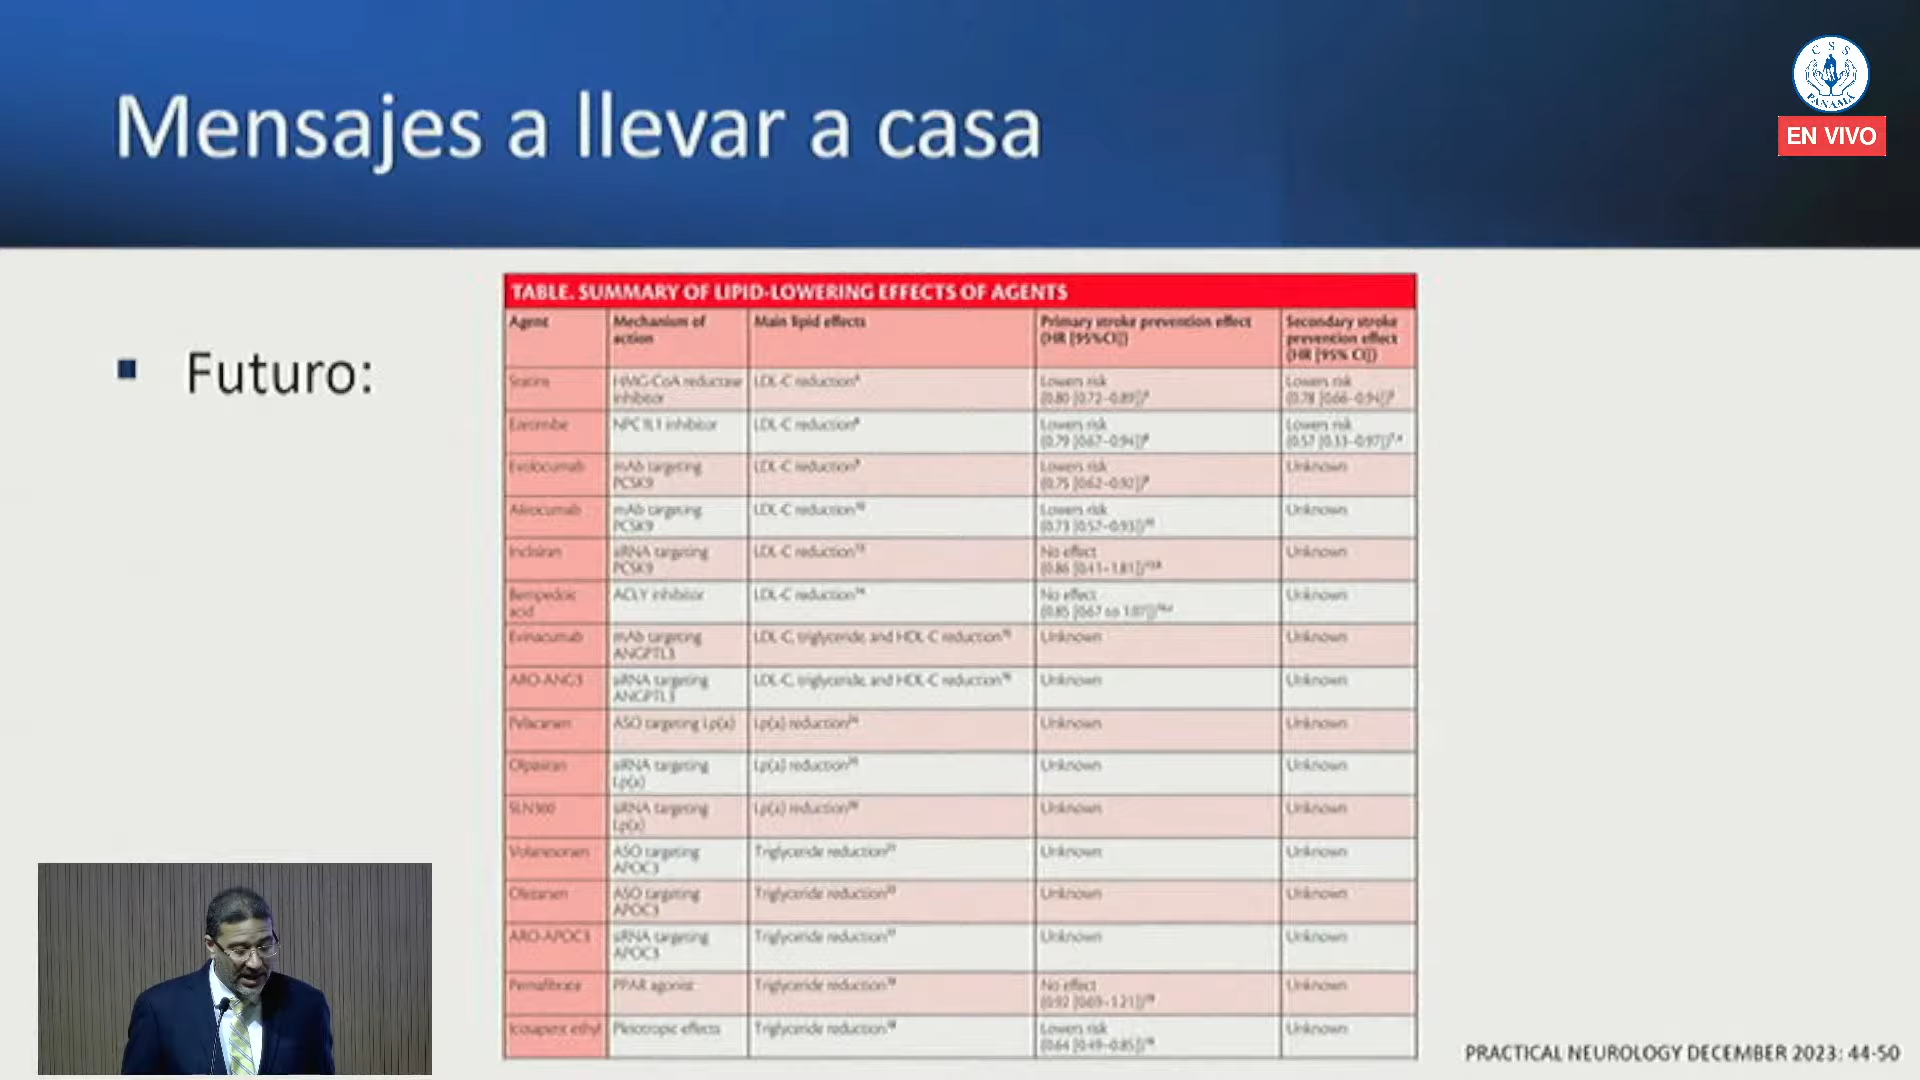 Mensajes a llevar a casa
C S S
PANAMÁ
EN VIVO
▪ Futuro:
TABLE. SUMMARY OF LIPID-LOWERING EFFECTS OF AGENTS
Agent
Mechanism of
action
Main lipid effects
Primary stroke prevention effect
(HR [95%CI])
Secondary stroke
prevention effect
(HR [95% CI])
Statins
HMG-CoA reductase
inhibitor
LDL-C reduction
Lowers risk
(0.80 [0.72–0.89])
Lowers risk
(0.78 [0.66–0.94])
Ezetimibe
NPC1L1 inhibitor
LDL-C reduction
Lowers risk
(0.79 [0.67–0.94])
Lowers risk
(0.57 [0.33–0.97])
Evolocumab
mAb targeting
PCSK9
LDL-C reduction
Lowers risk
(0.75 [0.62–0.92])
Unknown
Alirocumab
mAb targeting
PCSK9
LDL-C reduction
Lowers risk
(0.73 [0.57–0.93])
Unknown
Inclisiran
siRNA targeting
PCSK9
LDL-C reduction
No effect
(0.86 [0.41–1.81])
Unknown
Bempedoic
acid
ACLY inhibitor
LDL-C reduction
No effect
(0.85 [0.67 to 1.07])
Unknown
Evinacumab
mAb targeting
ANGPTL3
LDL-C, triglyceride, and HDL-C reduction
Unknown
Unknown
ARO-ANG3
siRNA targeting
ANGPTL3
LDL-C, triglyceride, and HDL-C reduction
Unknown
Unknown
Pelacarsen
ASO targeting Lp(a)
Lp(a) reduction
Unknown
Unknown
Olpasiran
siRNA targeting
Lp(a)
Lp(a) reduction
Unknown
Unknown
SLN360
siRNA targeting
Lp(a)
Lp(a) reduction
Unknown
Unknown
Volanesorsen
ASO targeting
APOC3
Triglyceride reduction
Unknown
Unknown
Olezarsen
ASO targeting
APOC3
Triglyceride reduction
Unknown
Unknown
ARO-APOC3
siRNA targeting
APOC3
Triglyceride reduction
Unknown
Unknown
Pemafibrate
PPAR agonist
Triglyceride reduction
No effect
(0.92 [0.69–1.21])
Unknown
Icosapent ethyl
Pleiotropic effects
Triglyceride reduction
Lowers risk
(0.64 [0.49–0.85])
Unknown
PRACTICAL NEUROLOGY DECEMBER 2023: 44-50